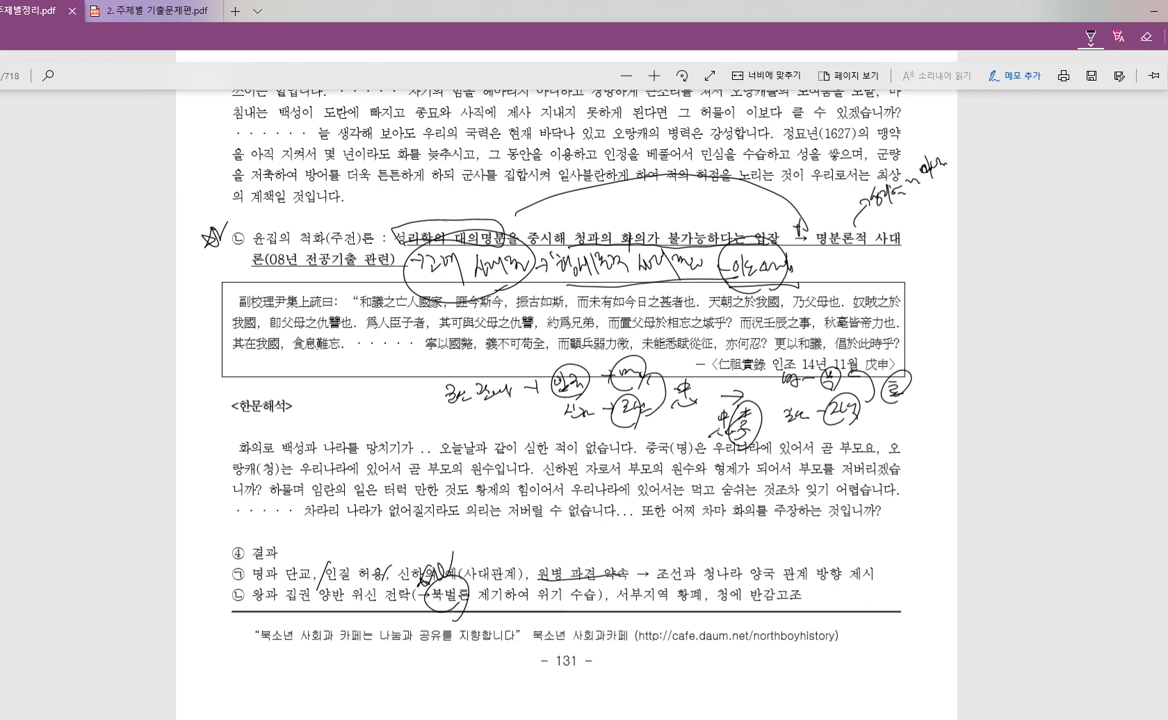 주제별정리.pdf
2. 주제별 기출문제편.pdf
/718
너비에 맞추기
페이지 보기
소리내어 읽기
메모 추가
침내는 백성이 도탄에 빠지고 종묘와 사직에 제사 지내지 못하게 된다면 그 허물이 이보다 클 수 있겠습니까?
······ 늘 생각해 보아도 우리의 국력은 현재 바닥나 있고 오랑캐의 병력은 강성합니다. 정묘년(1627)의 맹약
을 아직 지켜서 몇 년이라도 화를 늦추시고, 그 동안을 이용하고 인정을 베풀어서 민심을 수습하고 성을 쌓으며, 군량
을 저축하여 방어를 더욱 튼튼하게 하되 군사를 집합시켜 일사불란하게 하여 적의 허점을 노리는 것이 우리로서는 최상
의 계책일 것입니다.
㉡ 윤집의 척화(주전)론 : 성리학의 대의명분을 중시해 청과의 화의가 불가능하다는 입장 → 명분론적 사대
론(08년 전공기출 관련)
副校理尹集上疏曰: “和議之亡人國家, 匪今斯今, 振古如斯, 而未有如今日之甚者也. 天朝之於我國, 乃父母也. 奴賊之於
我國, 卽父母之仇讐也. 爲人臣子者, 其可與父母之仇讐, 約爲兄弟, 而置父母於相忘之域乎? 而況壬辰之事, 秋毫皆帝力也.
其在我國, 食息難忘. ····· 寧以國斃, 義不可苟全, 而顧兵弱力微, 未能悉賦從征, 亦何忍? 更以和議, 倡於此時乎?
－〈仁祖實錄 인조 14년 11월 戊申〉
<한문해석>
화의로 백성과 나라를 망치기가 .. 오늘날과 같이 심한 적이 없습니다. 중국(명)은 우리나라에 있어서 곧 부모요, 오
랑캐(청)는 우리나라에 있어서 곧 부모의 원수입니다. 신하된 자로서 부모의 원수와 형제가 되어서 부모를 저버리겠습
니까? 하물며 임란의 일은 터럭 만한 것도 황제의 힘이어서 우리나라에 있어서는 먹고 숨쉬는 것조차 잊기 어렵습니다.
····· 차라리 나라가 없어질지라도 의리는 저버릴 수 없습니다... 또한 어찌 차마 화의를 주장하는 것입니까?
④ 결과
㉠ 명과 단교, 인질 허용, 신하의 예(사대관계), 원병 파견 약속 → 조선과 청나라 양국 관계 방향 제시
㉡ 왕과 집권 양반 위신 전락(→북벌론 제기하여 위기 수습), 서부지역 황폐, 청에 반감고조
“북소년 사회과 카페는 나눔과 공유를 지향합니다” 북소년 사회과카페 (http://cafe.daum.net/northboyhistory)
－ 131 －